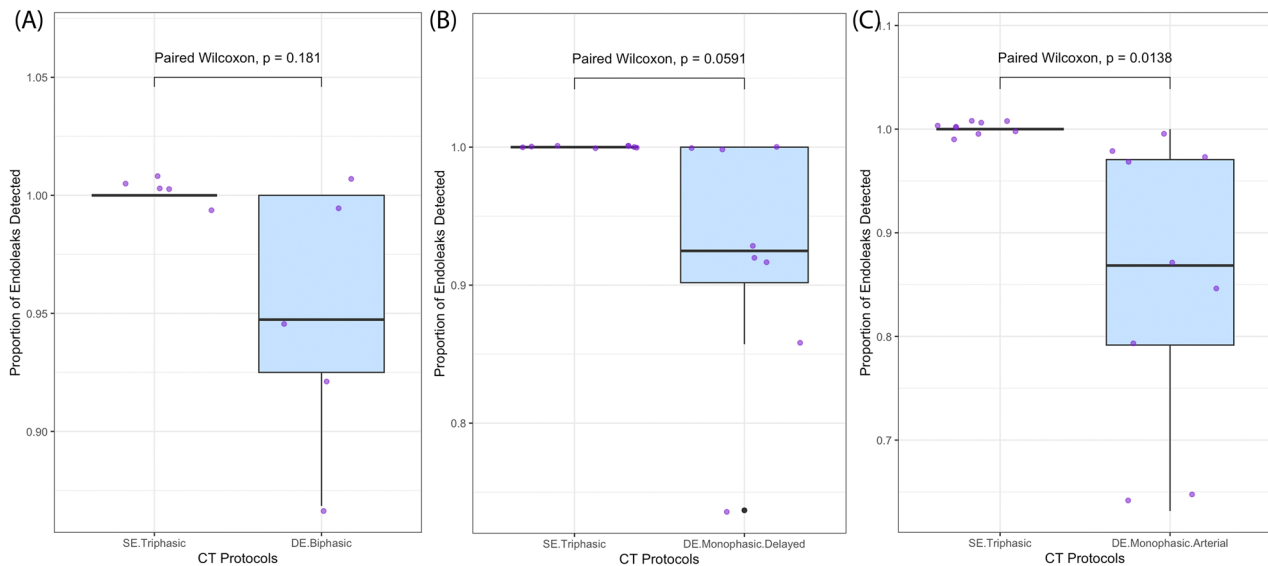 (A)
Paired Wilcoxon, p = 0.181
1.05
1.00
0.95
0.90
Proportion of Endoleaks Detected
SE.Triphasic
DE.Biphasic
CT Protocols
(B)
Paired Wilcoxon, p = 0.0591
1.0
0.9
0.8
Proportion of Endoleaks Detected
SE.Triphasic
DE.Monophasic.Delayed
CT Protocols
(C)
Paired Wilcoxon, p = 0.0138
1.1
1.0
0.9
0.8
0.7
Proportion of Endoleaks Detected
SE.Triphasic
DE.Monophasic.Arterial
CT Protocols